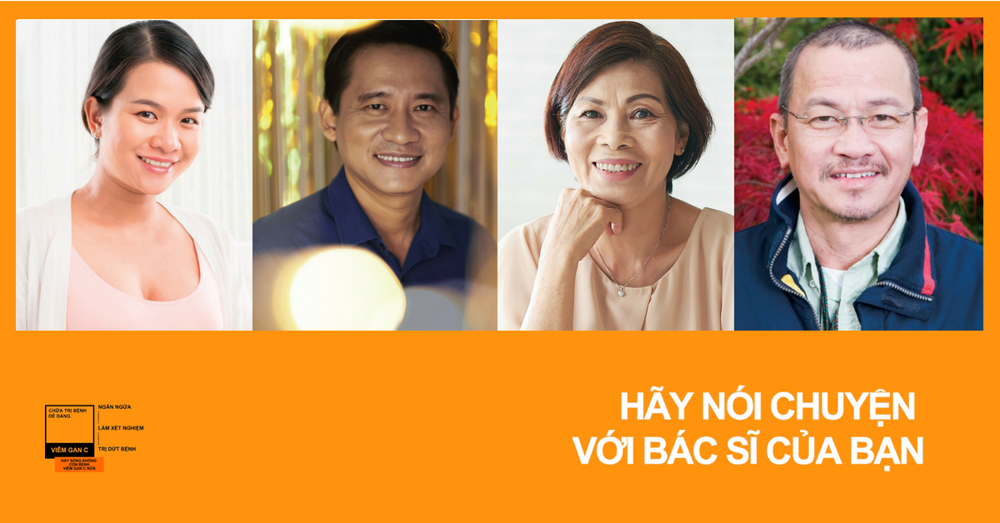 HÃY NÓI CHUYỆN
VỚI BÁC SĨ CỦA BẠN
CHỮA TRỊ BỆNH
DỄ DÀNG.
VIÊM GAN C
HÃY SỐNG KHÔNG
CÒN BỆNH
VIÊM GAN C NỮA
NGĂN NGỪA
LÀM XÉT NGHIỆM
TRỊ DỨT BỆNH